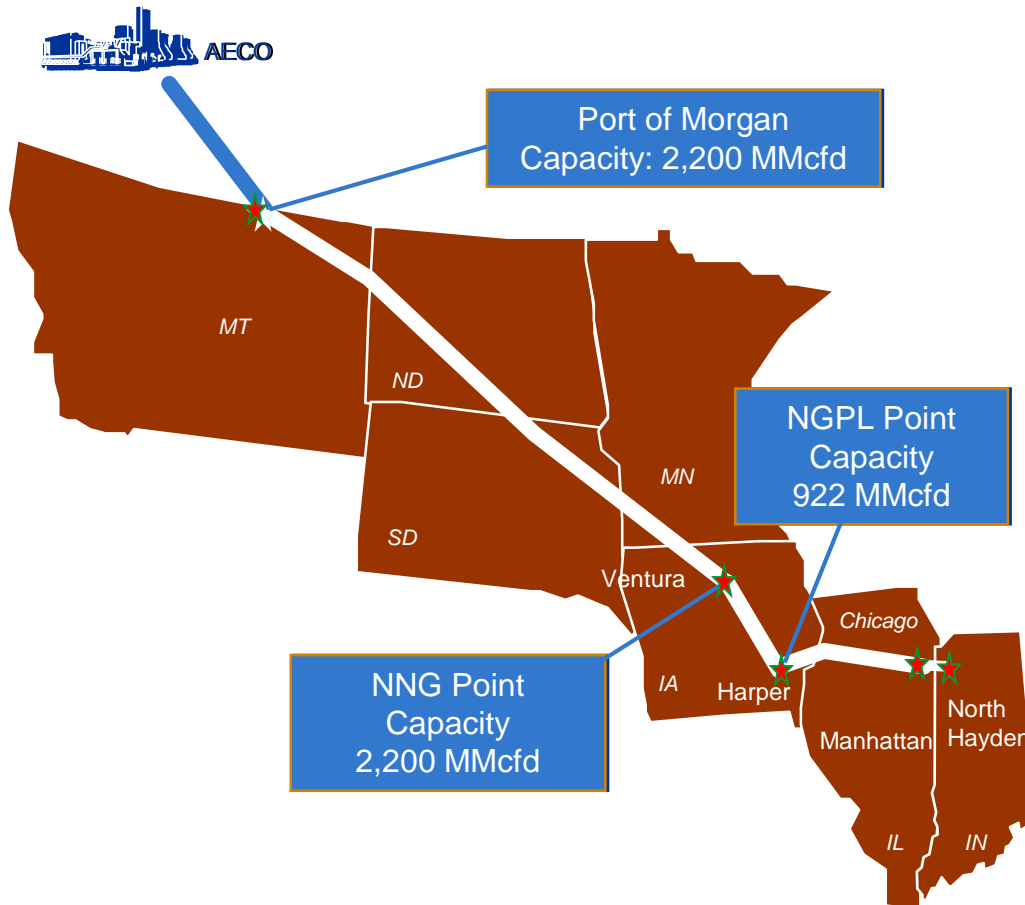 AECO
Port of Morgan
Capacity: 2,200 MMcfd
MT
ND
NGPL Point
Capacity
922 MMcfd
MN
SD
Ventura
Chicago
NNG Point
Capacity
2,200 MMcfd
IA
Harper
North
Hayden
Manhattan
IL
IN